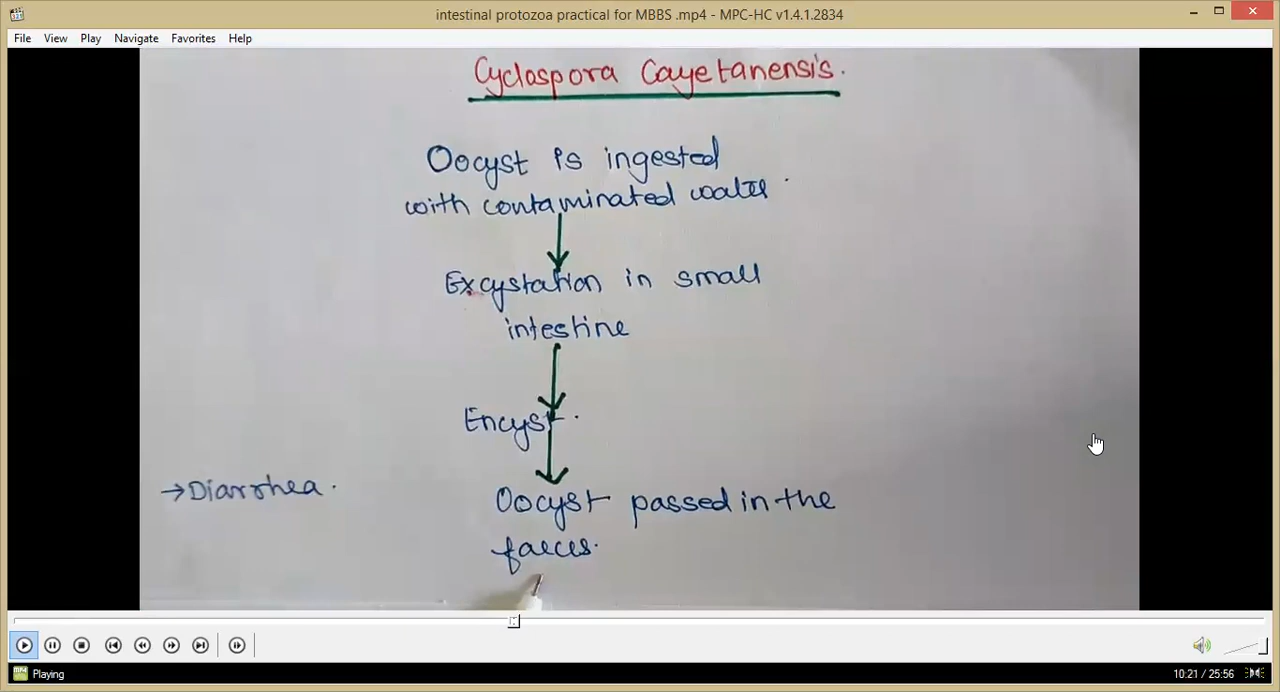 intestinal protozoa practical for MBBS .mp4 - MPC-HC v1.4.1.2834
File View Play Navigate Favorites Help
Cyclospora Cayetanensis.
Oocyst is ingested
with contaminated water.
Excystation in small
intestine
Encyst.
→Diarrhea.
Oocyst passed in the
faeces.
Playing
10:21 / 25:56